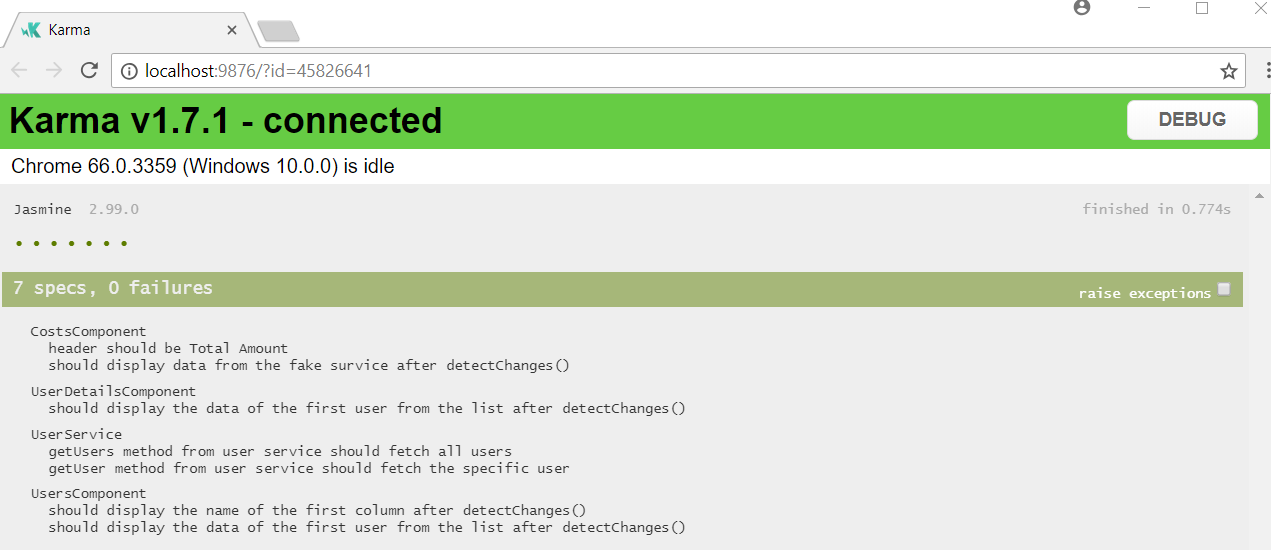 Karma
localhost:9876/?id=45826641
Karma v1.7.1 - connected
DEBUG
Chrome 66.0.3359 (Windows 10.0.0) is idle
Jasmine 2.99.0
finished in 0.774s
7 specs, 0 failures
raise exceptions
CostsComponent
header should be Total Amount
should display data from the fake survice after detectChanges()
UserDetailsComponent
should display the data of the first user from the list after detectChanges()
UserService
getUsers method from user service should fetch all users
getUser method from user service should fetch the specific user
UsersComponent
should display the name of the first column after detectChanges()
should display the data of the first user from the list after detectChanges()